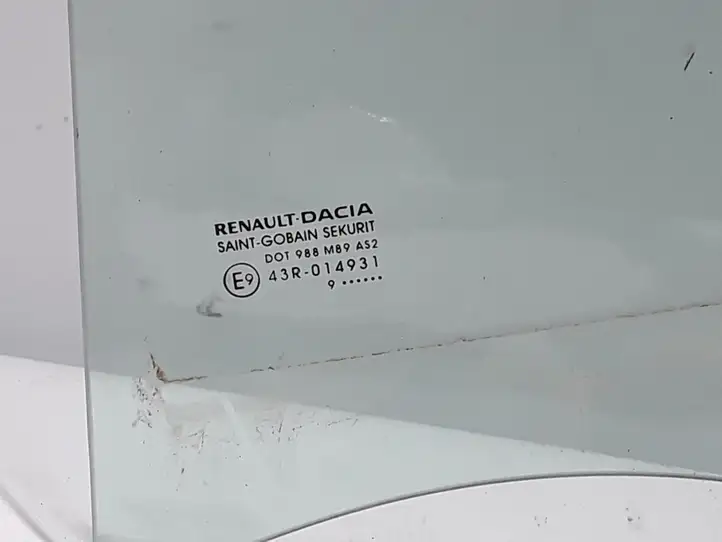 RENAULT-DACIA
SAINT-GOBAIN SEKURIT
DOT 988 M89 AS2
E9 43R-014931
9 ••••••